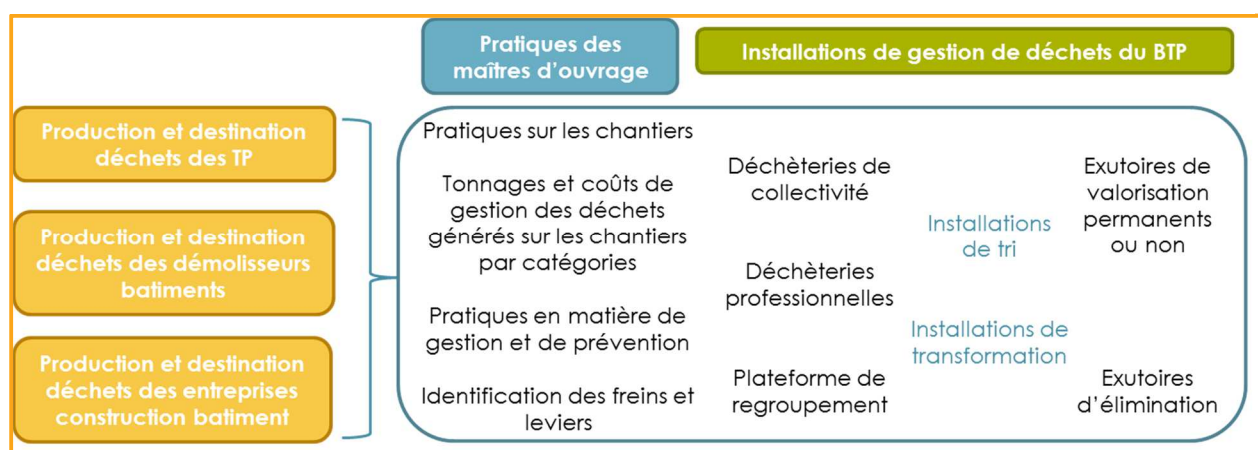 Pratiques des
maîtres d'ouvrage
Installations de gestion de déchets du BTP
Production et destination
déchets des TP
Production et destination
déchets des démolisseurs
batiments
Production et destination
déchets des entreprises
construction batiment
Pratiques sur les chantiers
Tonnages et coûts de
gestion des déchets
générés sur les chantiers
par catégories
Pratiques en matière de
gestion et de prévention
Identification des freins et
leviers
Déchèteries de
collectivité
Déchèteries
professionnelles
Plateforme de
regroupement
Installations
de tri
Installations de
transformation
Exutoires de
valorisation
permanents
ou non
Exutoires
d'élimination